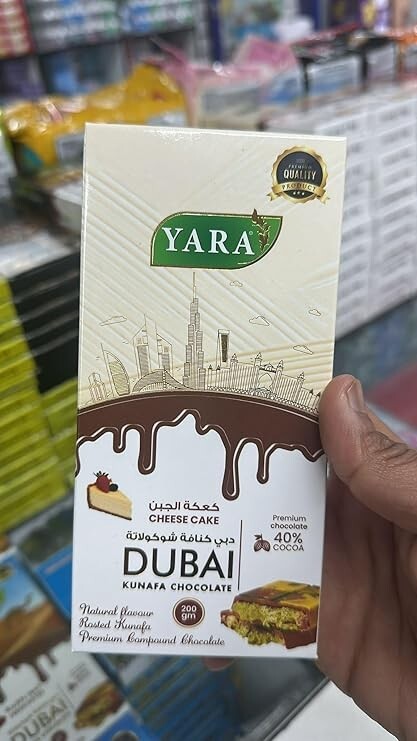 PREMIUM
QUALITY
PRODUCT
YARA
كعكة الجبن
CHEESE CAKE
دبي كنافة شوكولاتة
DUBAI
KUNAFA CHOCOLATE
Premium
chocolate
40%
COCOA
Natural flavour
Rosted Kunafa
Premium Compound Chocolate
200
gm
DUBAI